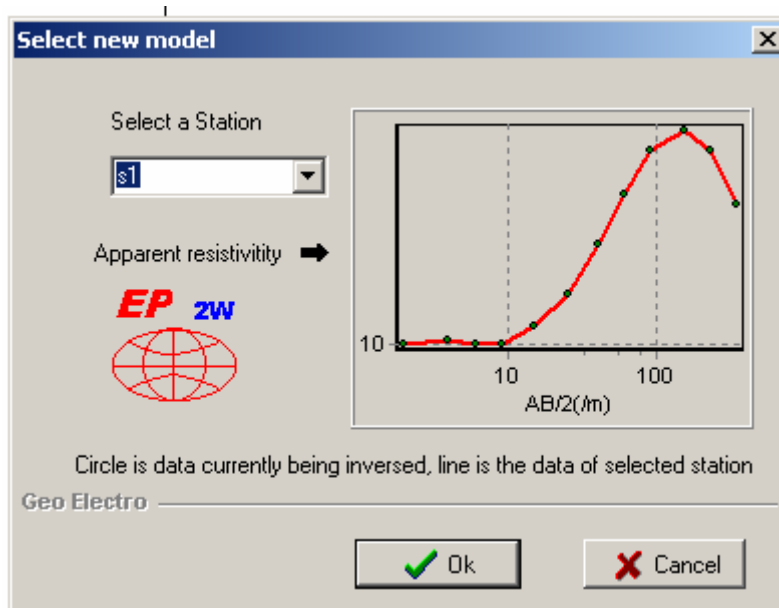 Select new model
Select a Station
s1
Apparent resistivitity
EP 2W
10
10 100
AB/2(/m)
Circle is data currently being inversed, line is the data of selected station
Geo Electro
Ok Cancel